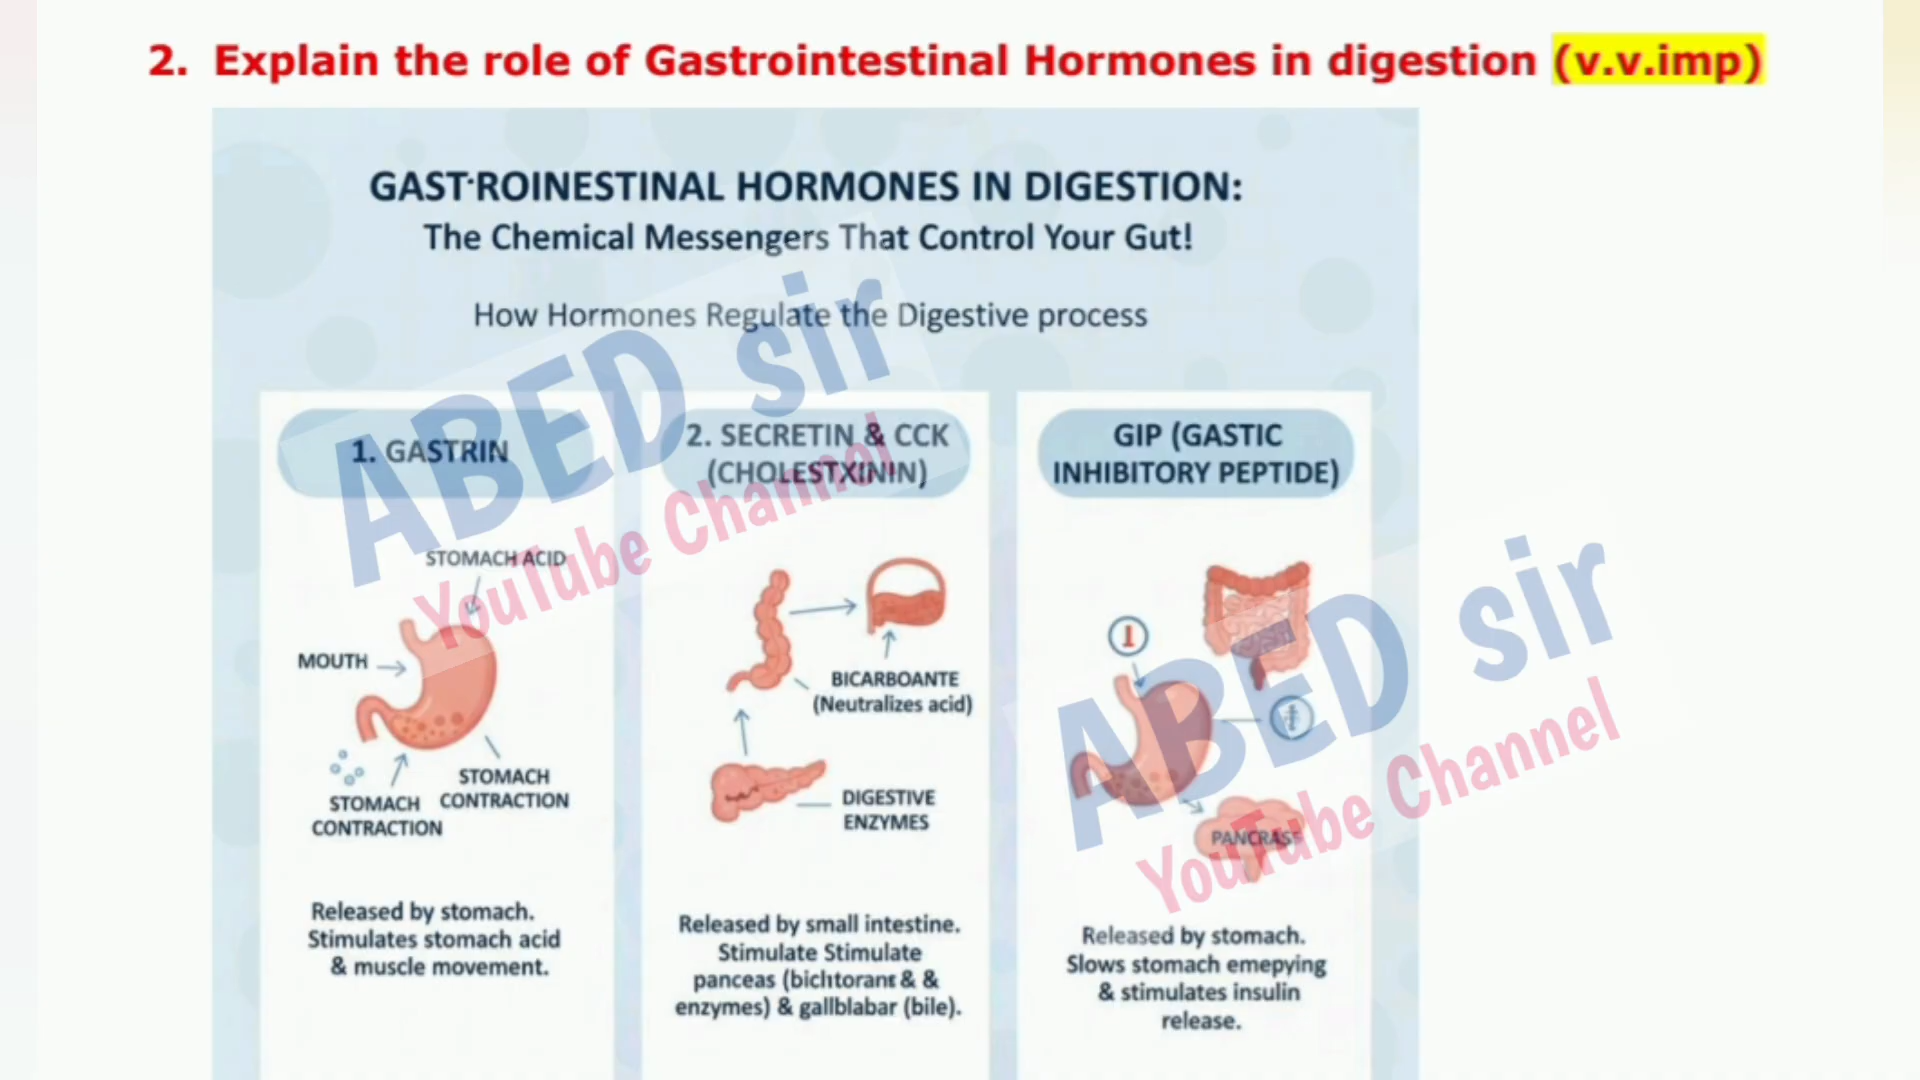 2. Explain the role of Gastrointestinal Hormones in digestion (v.v.imp)
GAST·ROINESTINAL HORMONES IN DIGESTION:
The Chemical Messengers That Control Your Gut!
How Hormones Regulate the Digestive process
1. GASTRIN
STOMACH ACID
MOUTH
STOMACH
CONTRACTION
STOMACH
CONTRACTION
Released by stomach.
Stimulates stomach acid
& muscle movement.
2. SECRETIN & CCK
(CHOLESTXININ)
BICARBOANTE
(Neutralizes acid)
DIGESTIVE
ENZYMES
Released by small intestine.
Stimulate Stimulate
panceas (bichtorant & &
enzymes) & gallblabar (bile).
GIP (GASTIC
INHIBITORY PEPTIDE)
1
PANCRASE
Released by stomach.
Slows stomach emepying
& stimulates insulin
release.
ABED sir
YouTube Channel
ABED sir
YouTube Channel